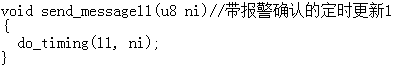 void send_message11(u8 ni)//带报警确认的定时更新1
{
do_timing(11, ni);
}